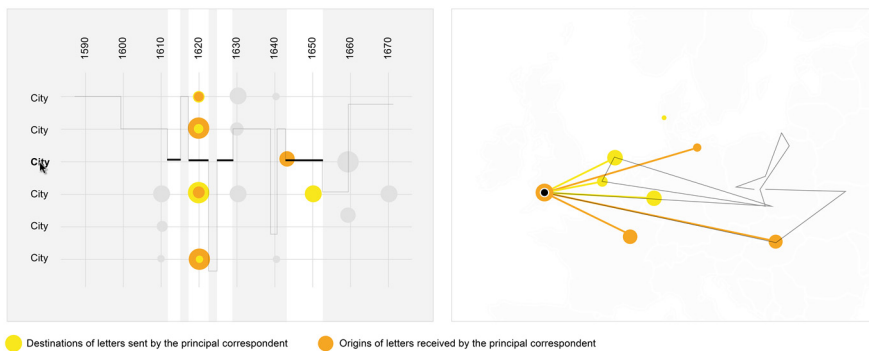 1590
1600
1610
1620
1630
1640
1650
1660
1670
City
City
City
City
City
City
Destinations of letters sent by the principal correspondent
Origins of letters received by the principal correspondent